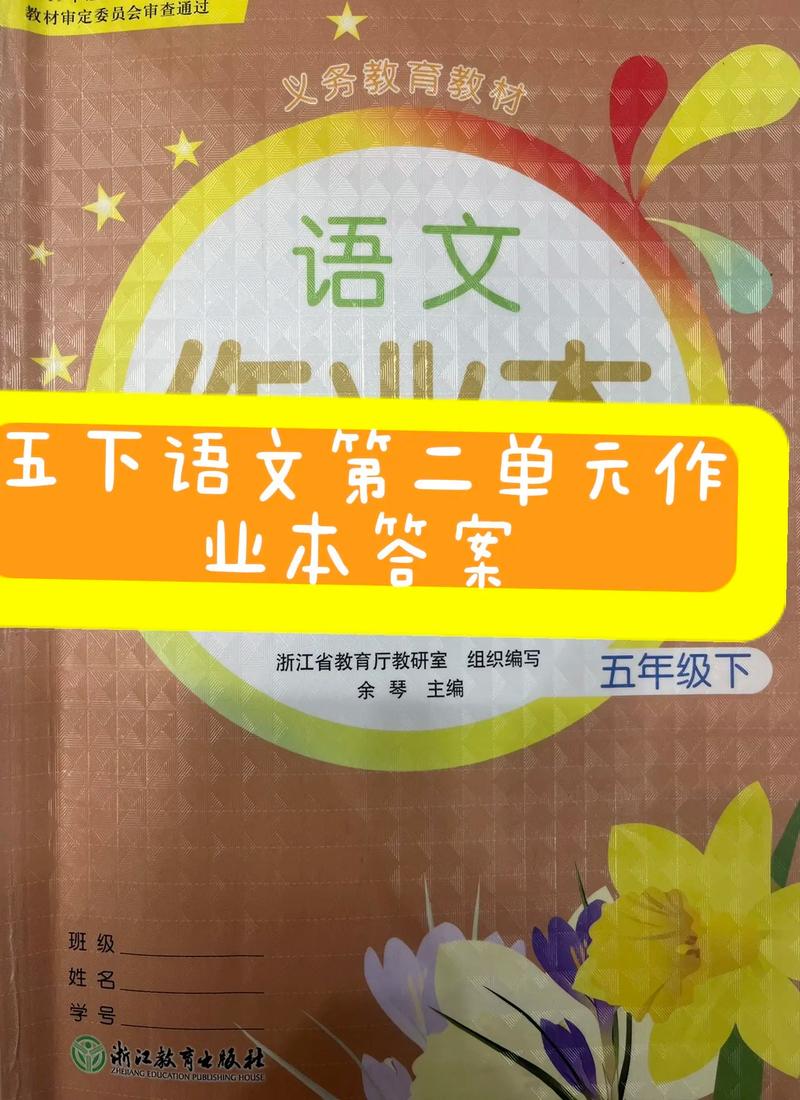 教材审定委员会审查通过
义务教育教材
语文
作业本
五下语文第二单元作
业本答案
浙江省教育厅教研室 组织编写
余琴 主编
五年级下
班级
姓名
学号
浙江教育出版社
ZHEJIANG EDUCATION PUBLISHING HOUSE